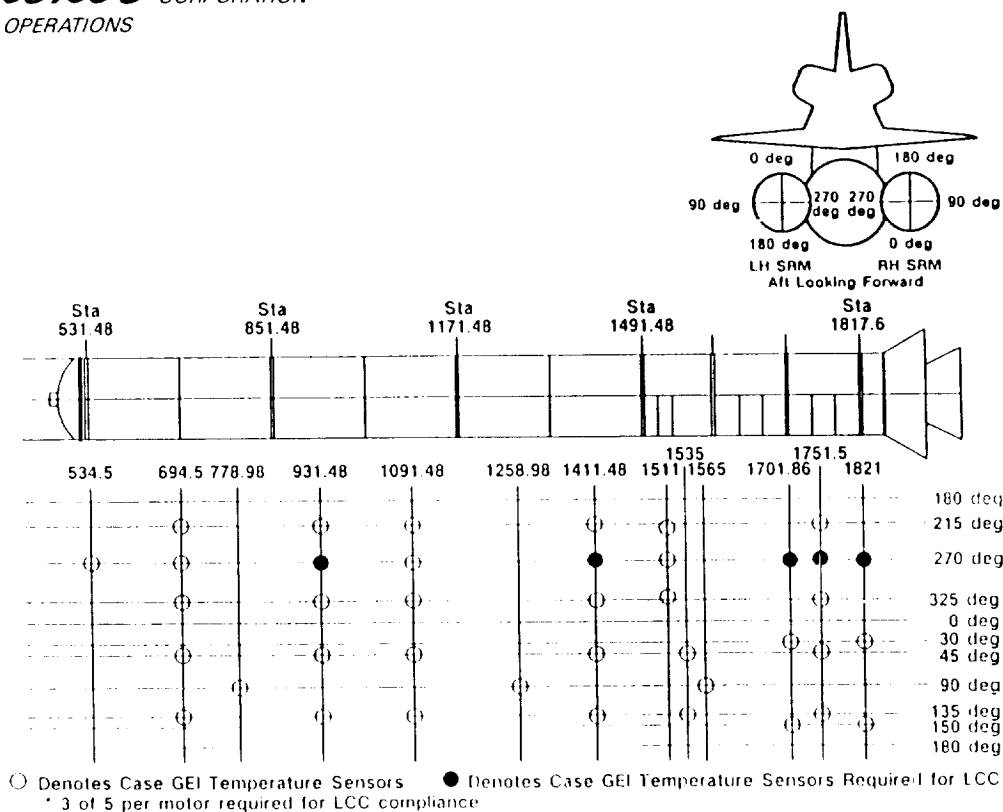 CORPORATION
OPERATIONS
0 deg
180 deg
90 deg
270 270
90 deg
deg deg
180 deg
0 deg
LH SRM
RH SRM
Aft Looking Forward
Sta
531.48
Sta
851.48
Sta
1171.48
Sta
1491.48
Sta
1817.6
534.5
694.5
778.98
931.48
1091.48
1258.98
1411.48
1511
1535
1565
1701.86
1751.5
1821
180 deg
215 deg
270 deg
325 deg
0 deg
30 deg
45 deg
90 deg
135 deg
150 deg
180 deg
Denotes Case GEI Temperature Sensors
Denotes Case GEI Temperature Sensors Required for LCC
* 3 of 5 per motor required for LCC compliance